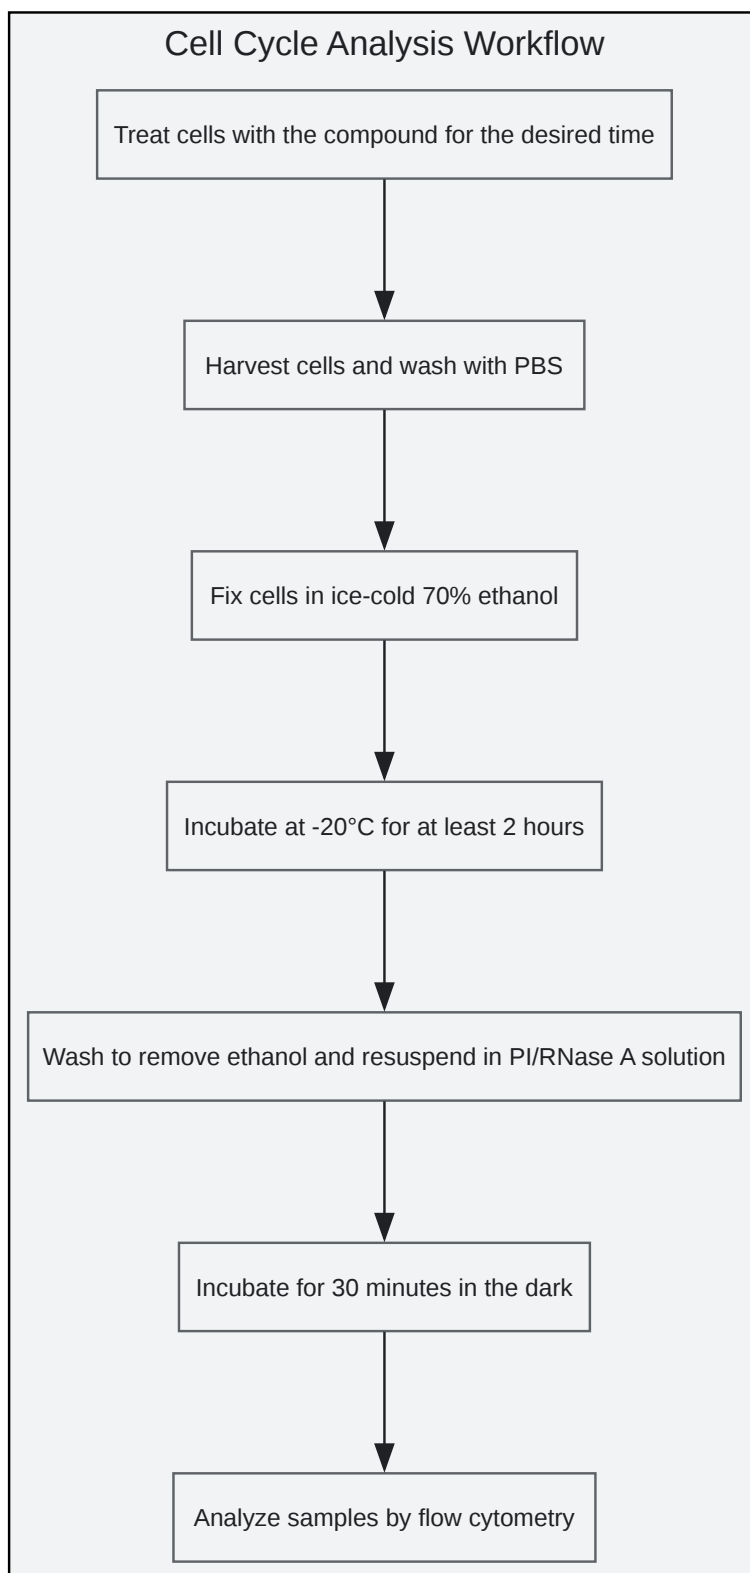 Cell Cycle Analysis Workflow
Treat cells with the compound for the desired time
Harvest cells and wash with PBS
Fix cells in ice-cold 70% ethanol
Incubate at -20°C for at least 2 hours
Wash to remove ethanol and resuspend in PI/RNase A solution
Incubate for 30 minutes in the dark
Analyze samples by flow cytometry